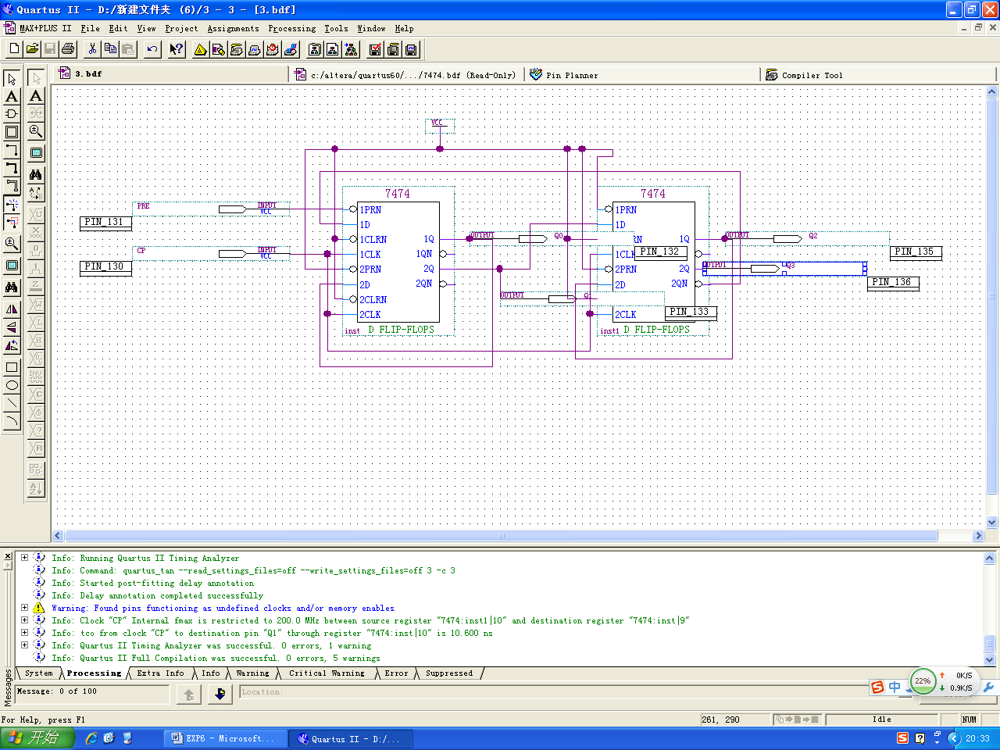 Quartus II - D:/新建文件夹 (6)/3 - 3 - [3.bdf]
MAX+PLUS II File Edit View Project Assignments Processing Tools Window Help
3.bdf
c:/altera/quartus60/.../7474.bdf (Read-Only)
Pin Planner
Compiler Tool
VCC
7474
7474
PRE
INPUT
VCC
PIN_131
CP
INPUT
VCC
PIN_130
1PRN
1D
1CLRN
1CLK
2PRN
2D
2CLRN
2CLK
1Q
1QN
2Q
2QN
inst
D FLIP-FLOPS
OUTPUT
Q0
PIN_132
OUTPUT
PIN_133
1PRN
1D
RN
1CLK
2PRN
2D
2CLK
1Q
2Q
2QN
inst1
D FLIP-FLOPS
OUTPUT
Q2
PIN_135
OUTPUT
Q3
PIN_136
Info: Running Quartus II Timing Analyzer
Info: Command: quartus_tan --read_settings_files=off --write_settings_files=off 3 -c 3
Info: Started post-fitting delay annotation
Info: Delay annotation completed successfully
Warning: Found pins functioning as undefined clocks and/or memory enables
Info: Clock "CP" Internal fmax is restricted to 200.0 MHz between source register "7474:inst1|10" and destination register "7474:inst|9"
Info: tco from clock "CP" to destination pin "Q1" through register "7474:inst|10" is 10.600 ns
Info: Quartus II Timing Analyzer was successful. 0 errors, 1 warning
Info: Quartus II Full Compilation was successful. 0 errors, 5 warnings
System Processing Extra Info Info Warning Critical Warning Error Suppressed
Messages
Message: 0 of 100
Location:
中
22%
0K/S
0.9K/S
For Help, press F1
261, 290
Idle
NUM
开始
EXP6 - Microsoft...
Quartus II - D:/...
20:33